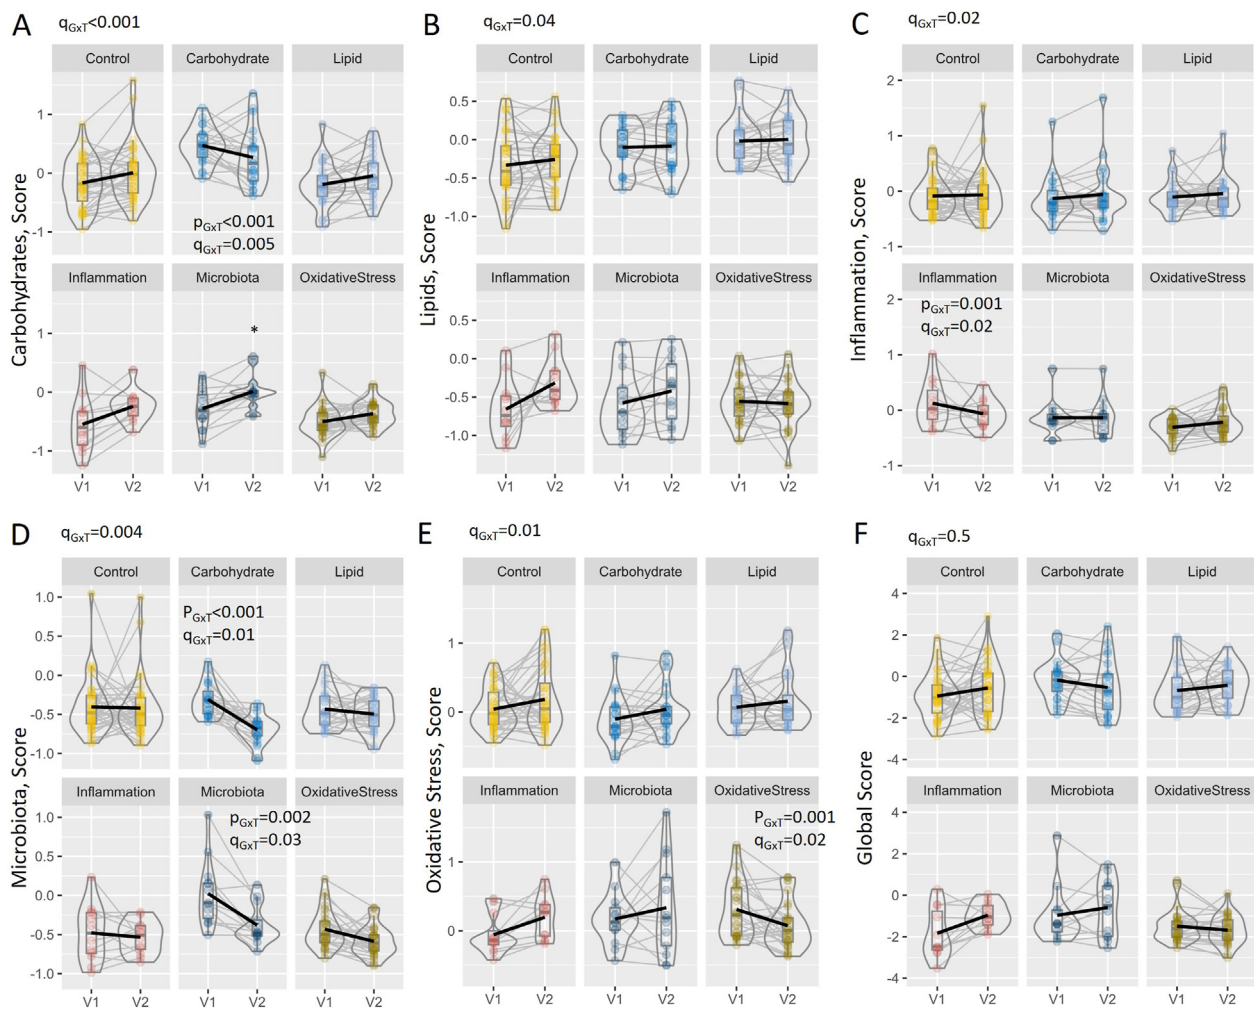 A
qGxT<0.001
Control Carbohydrate Lipid
1
0
-1
pGxT<0.001
qGxT=0.005
Inflammation Microbiota OxidativeStress
1
0
-1
*
V1 V2 V1 V2 V1 V2
Carbohydrates, Score
B
qGxT=0.04
Control Carbohydrate Lipid
0.5
0.0
-0.5
-1.0
Inflammation Microbiota OxidativeStress
0.5
0.0
-0.5
-1.0
V1 V2 V1 V2 V1 V2
Lipids, Score
C
qGxT=0.02
Control Carbohydrate Lipid
2
1
0
-1
Inflammation Microbiota OxidativeStress
pGxT=0.001
qGxT=0.02
2
1
0
-1
V1 V2 V1 V2 V1 V2
Inflammation, Score
D
qGxT=0.004
Control Carbohydrate Lipid
PGxT<0.001
qGxT=0.01
1.0
0.5
0.0
-0.5
-1.0
Inflammation Microbiota OxidativeStress
pGxT=0.002
qGxT=0.03
1.0
0.5
0.0
-0.5
-1.0
V1 V2 V1 V2 V1 V2
Microbiota, Score
E
qGxT=0.01
Control Carbohydrate Lipid
1
0
Inflammation Microbiota OxidativeStress
PGxT=0.001
qGxT=0.02
1
0
V1 V2 V1 V2 V1 V2
Oxidative Stress, Score
F
qGxT=0.5
Control Carbohydrate Lipid
4
2
0
-2
-4
Inflammation Microbiota OxidativeStress
4
2
0
-2
-4
V1 V2 V1 V2 V1 V2
Global Score